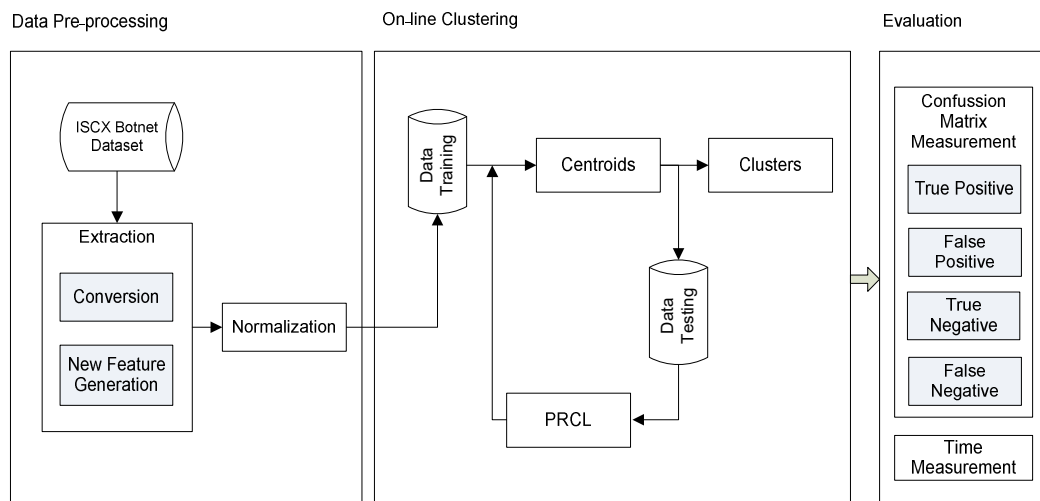 Data Pre-processing
On-line Clustering
Evaluation
ISCX Botnet
Dataset
Extraction
Conversion
New Feature
Generation
Normalization
Data
Training
Centroids
Clusters
Data
Testing
PRCL
Confussion
Matrix
Measurement
True Positive
False
Positive
True
Negative
False
Negative
Time
Measurement